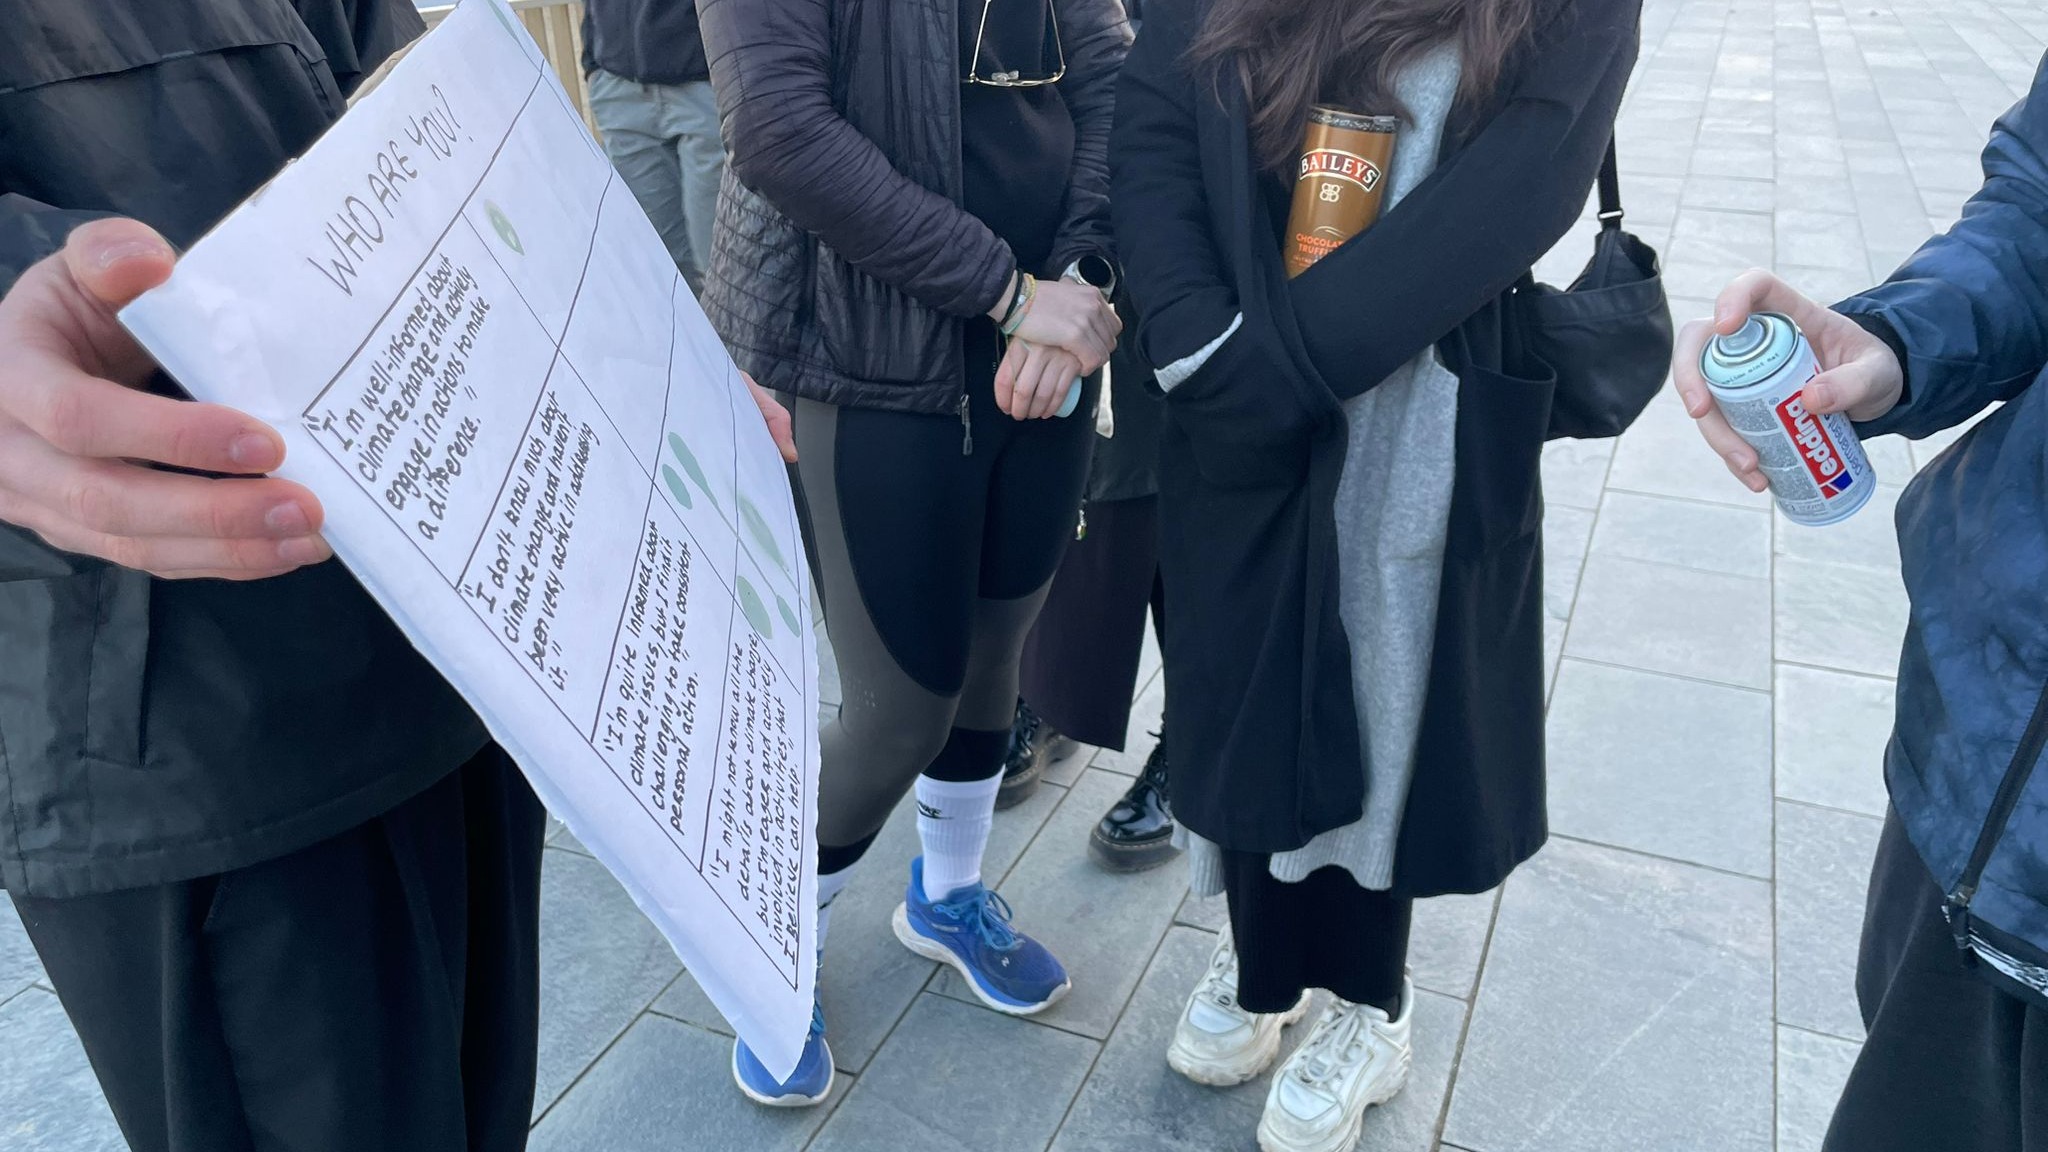 WHO ARE YOU?
"I'm well-informed about
climate change and actively
engage in actions to make
a difference."
"I don't know much about
climate change and haven't
been very active in addressing
it."
"I'm quite informed about
climate issues, but I find it
challenging to take consistent
personal action."
"I might not know all the
details about climate change,
but I'm eager and actively
involved in activities that
I believe can help."
BAILEYS
CHOCOLATE
TRUFFLES
edding
permanent